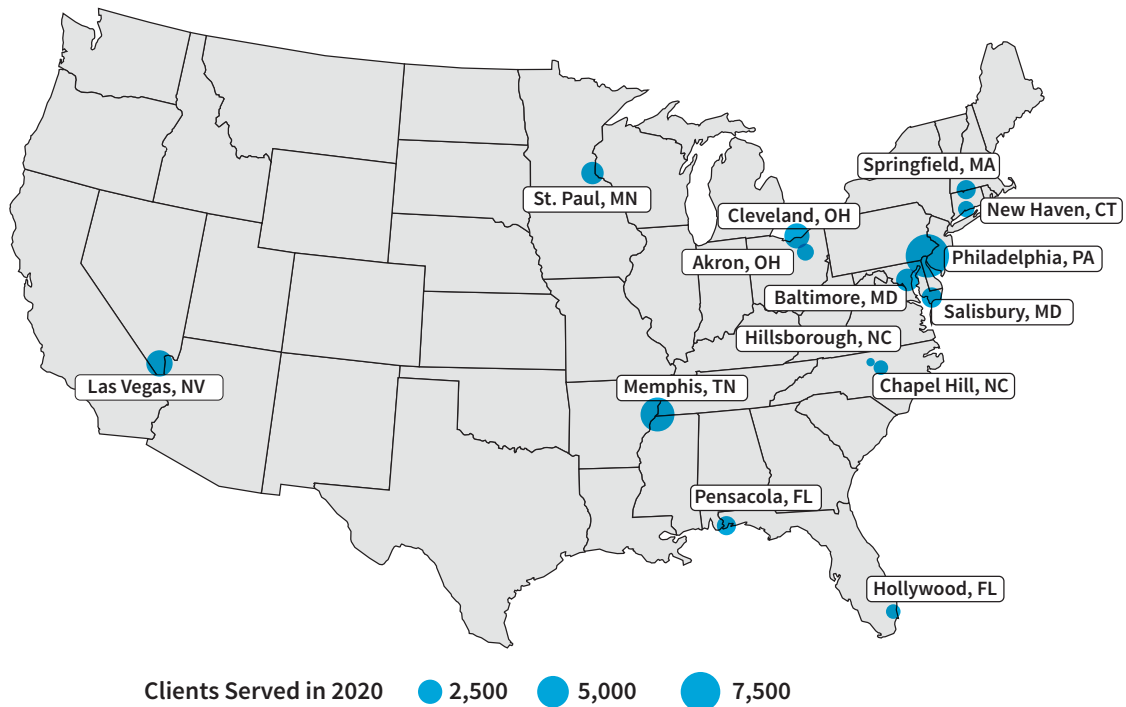 Springfield, MA
St. Paul, MN
New Haven, CT
Cleveland, OH
Philadelphia, PA
Akron, OH
Baltimore, MD
Salisbury, MD
Hillsborough, NC
Las Vegas, NV
Memphis, TN
Chapel Hill, NC
Pensacola, FL
Hollywood, FL
Clients Served in 2020 2,500 5,000 7,500